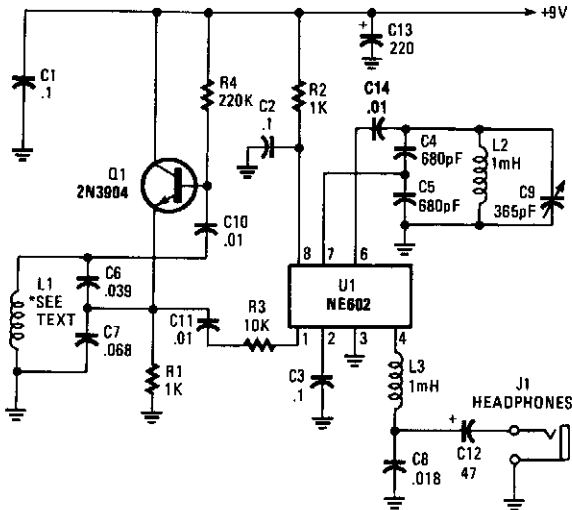 +9V
C1
.1
R4
220K
C2
.1
R2
1K
+
C13
220
C14
.01
C4
680pF
L2
1mH
C5
680pF
C9
365pF
Q1
2N3904
C10
.01
8
7
6
U1
NE602
1
2
3
4
L1
*SEE
TEXT
C6
.039
C7
.068
C11
.01
R3
10K
R1
1K
C3
.1
L3
1mH
J1
HEADPHONES
+
C12
47
C8
.018